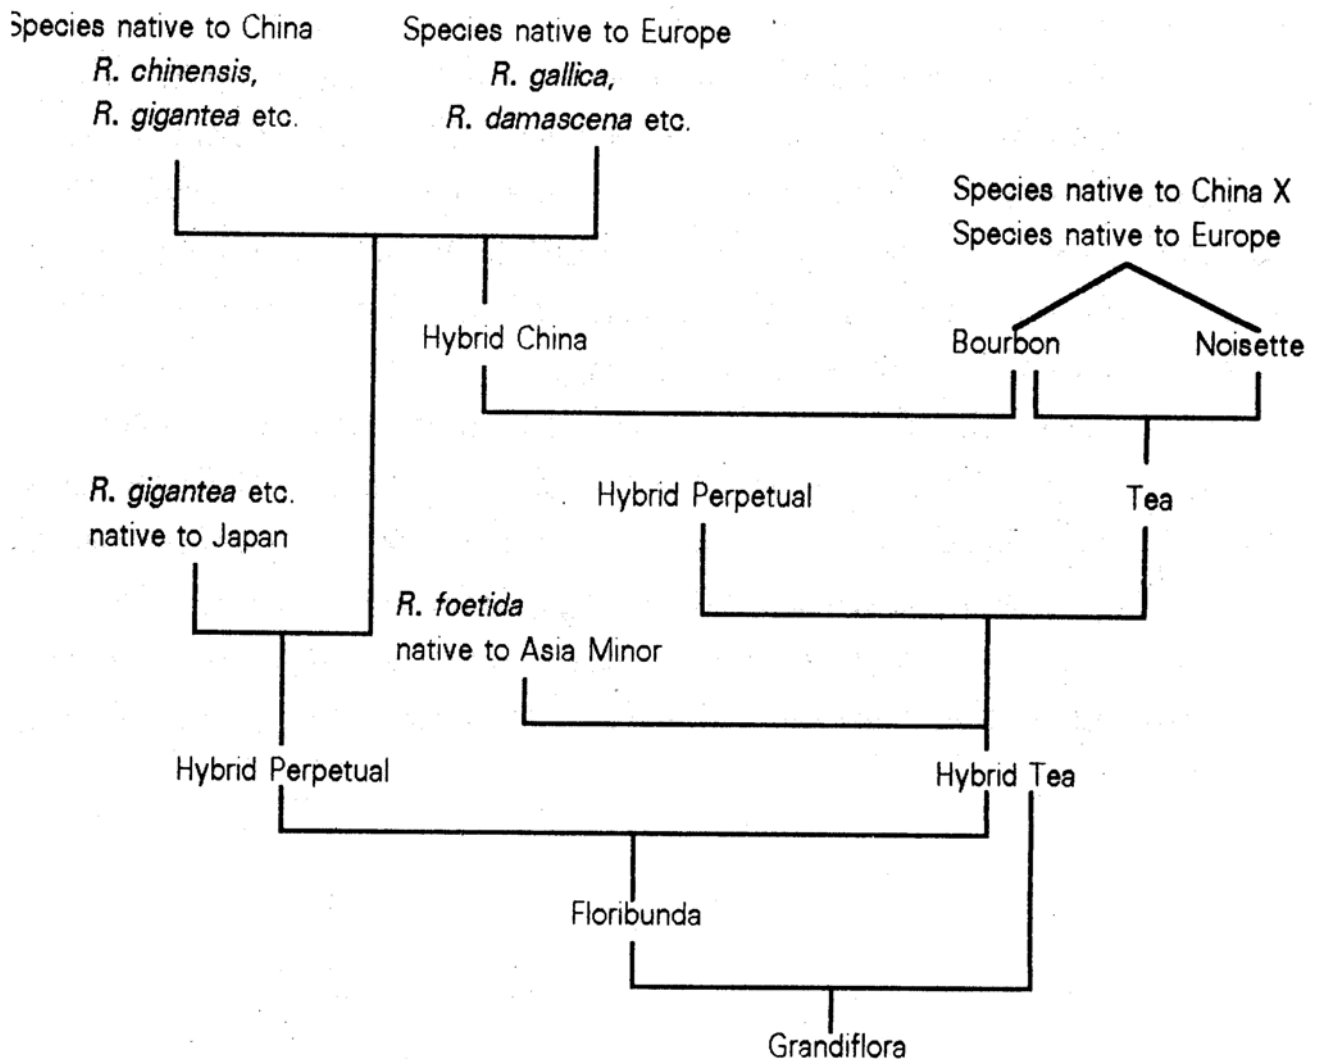 Species native to China
R. chinensis,
R. gigantea etc.
Species native to Europe
R. gallica,
R. damascena etc.
Species native to China X
Species native to Europe
Hybrid China
Bourbon
Noisette
R. gigantea etc.
native to Japan
Hybrid Perpetual
Tea
R. foetida
native to Asia Minor
Hybrid Perpetual
Hybrid Tea
Floribunda
Grandiflora